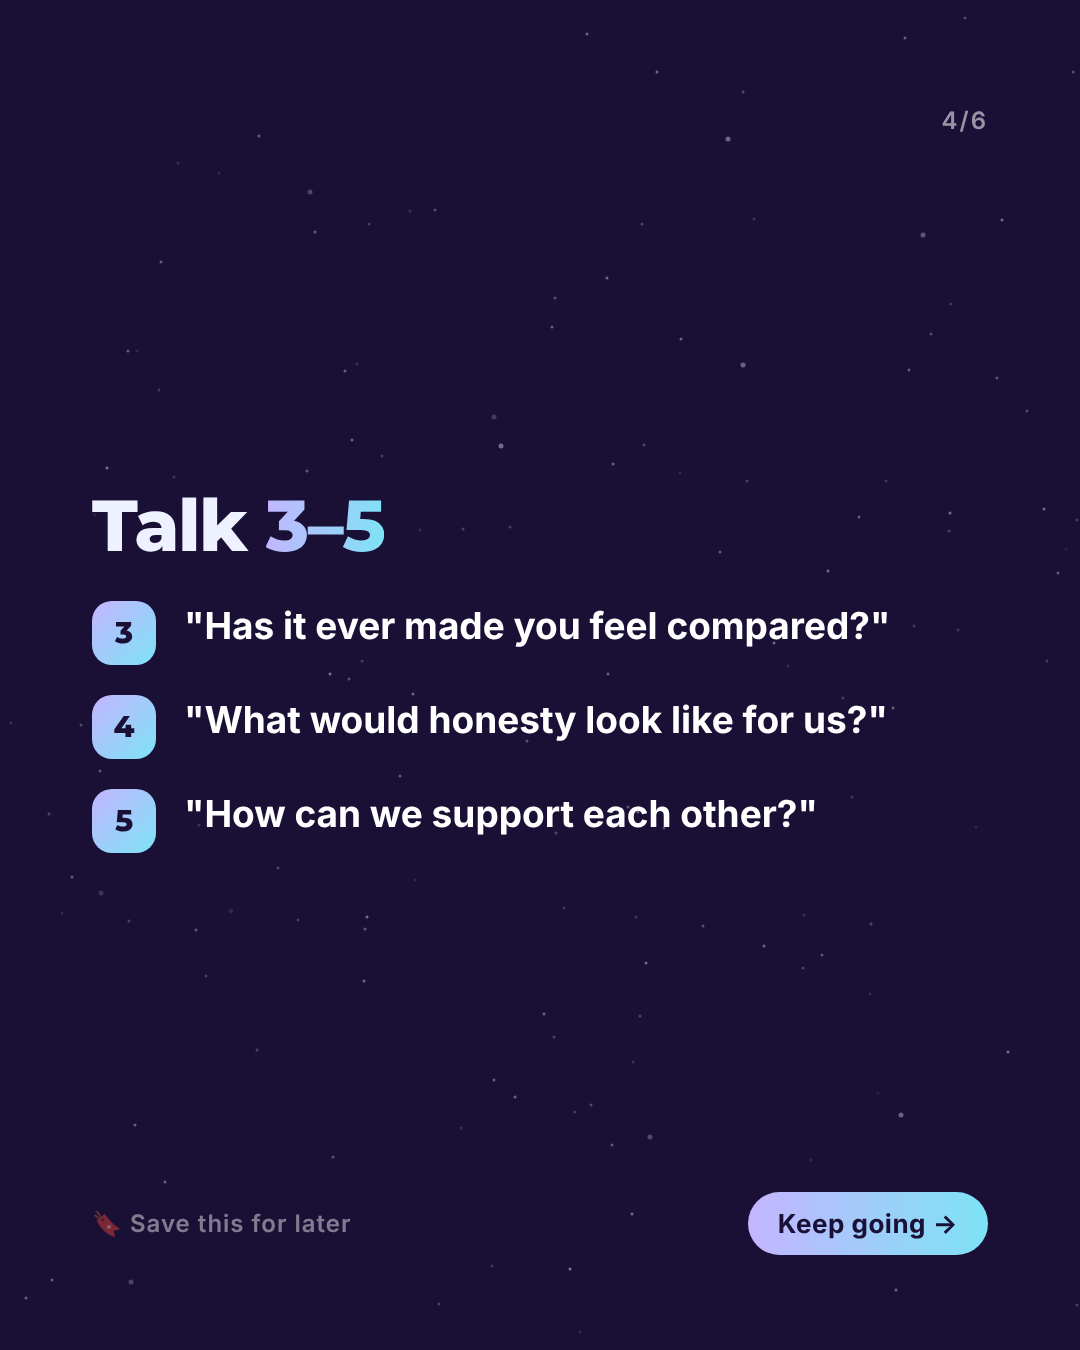 4/6
Talk 3–5
3 "Has it ever made you feel compared?"
4 "What would honesty look like for us?"
5 "How can we support each other?"
🔖 Save this for later
Keep going →